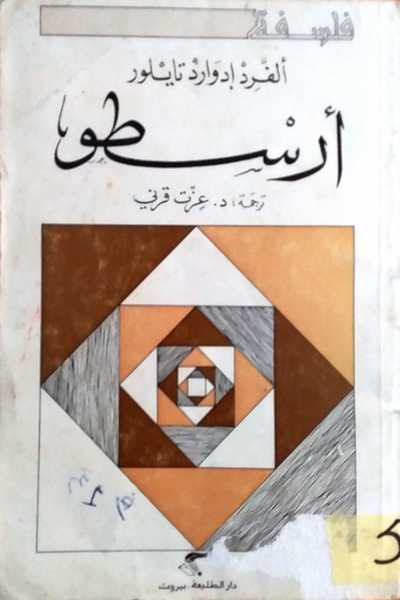 فلسفة
ألفرد إدوارد تايلور
أرسطو
ترجمة: د. عزت قرني
دار الطليعة. بيروت
5